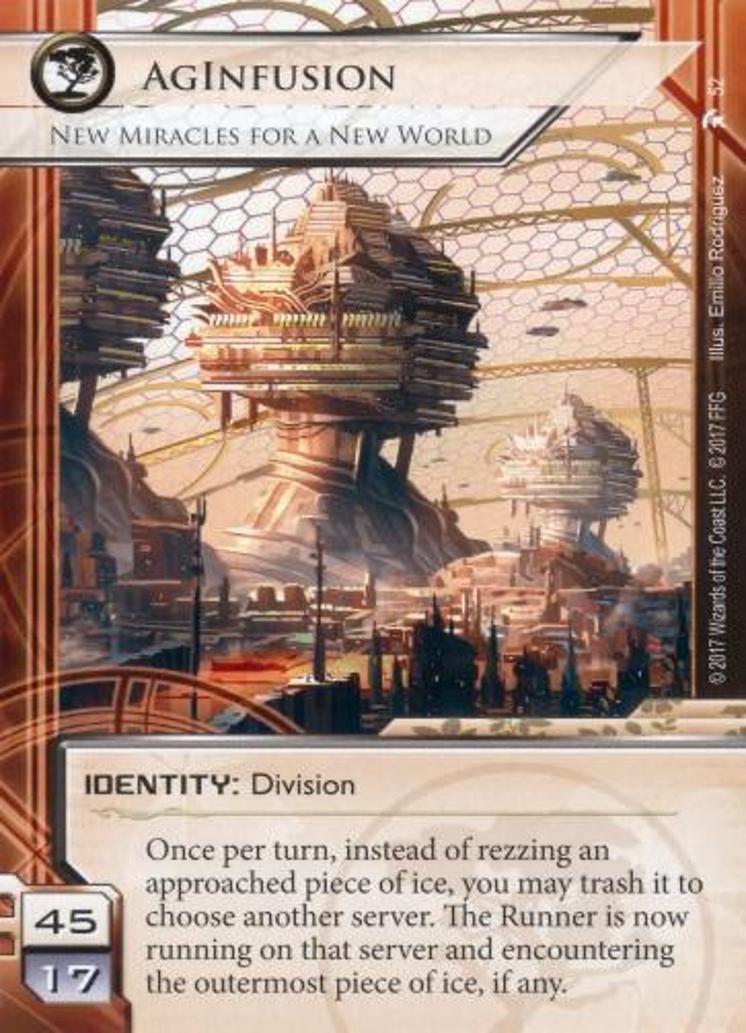 AgInfusion
New Miracles for a New World
52
Illus. Emilio Rodriguez
© 2017 Wizards of the Coast LLC. © 2017 FFG
IDENTITY: Division
Once per turn, instead of rezzing an
approached piece of ice, you may trash it to
choose another server. The Runner is now
running on that server and encountering
the outermost piece of ice, if any.
45
17